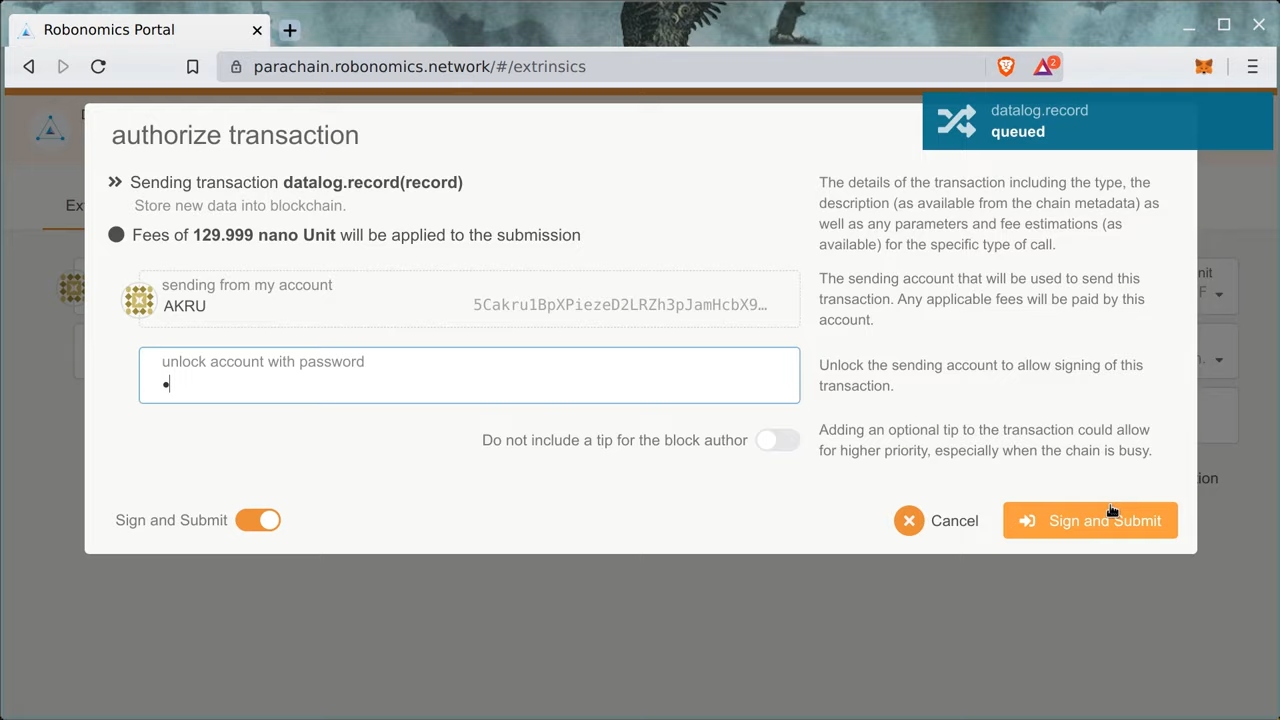 Robonomics Portal
parachain.robonomics.network/#/extrinsics
2
datalog.record
queued
authorize transaction
Sending transaction datalog.record(record)
Store new data into blockchain.
Fees of 129.999 nano Unit will be applied to the submission
The details of the transaction including the type, the
description (as available from the chain metadata) as
well as any parameters and fee estimations (as
available) for the specific type of call.
Ex
sending from my account
AKRU
5Cakru1BpXPiezeD2LRZh3pJamHcbX9…
The sending account that will be used to send this
transaction. Any applicable fees will be paid by this
account.
nit
F
unlock account with password
Unlock the sending account to allow signing of this
transaction.
n.
Do not include a tip for the block author
Adding an optional tip to the transaction could allow
for higher priority, especially when the chain is busy.
ion
Sign and Submit
Cancel
Sign and Submit